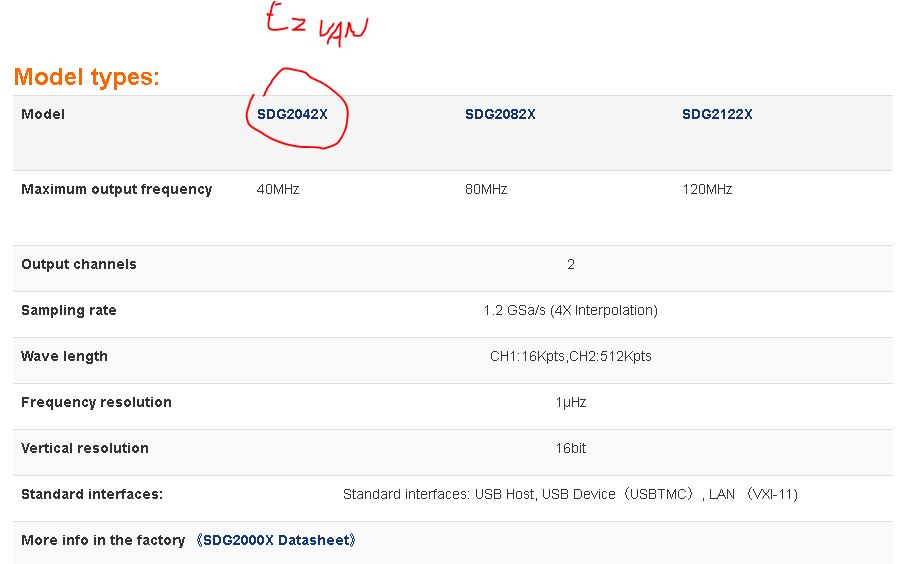 Ez VAN
Model types:
Model SDG2042X SDG2082X SDG2122X
Maximum output frequency 40MHz 80MHz 120MHz
Output channels 2
Sampling rate 1.2 GSa/s (4X Interpolation)
Wave length CH1:16Kpts,CH2:512Kpts
Frequency resolution 1μHz
Vertical resolution 16bit
Standard interfaces: Standard interfaces: USB Host, USB Device（USBTMC）, LAN （VXI-11)
More info in the factory 《SDG2000X Datasheet》